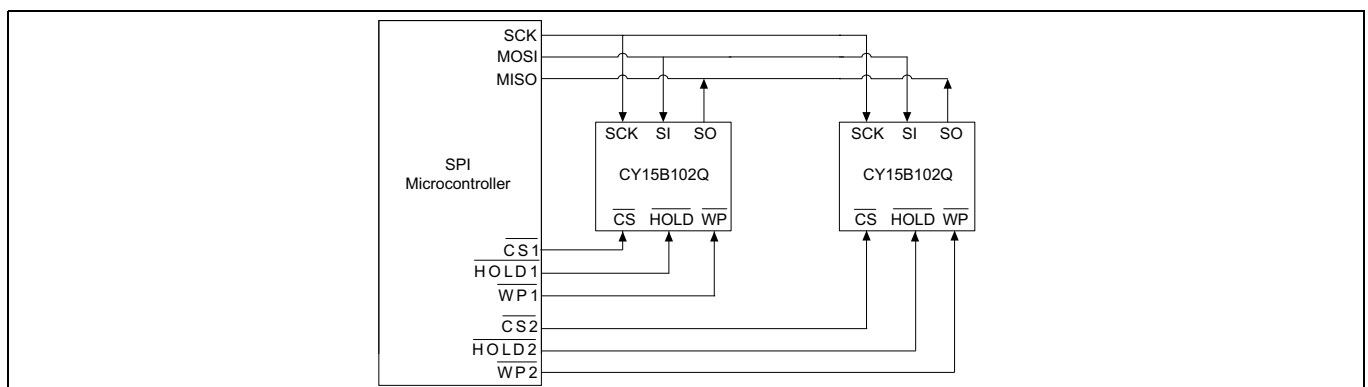 SCK
MOSI
MISO
SPI
Microcontroller
CS1
HOLD1
WP1
CS2
HOLD2
WP2
SCK SI SO
CY15B102Q
CS HOLD WP
SCK SI SO
CY15B102Q
CS HOLD WP